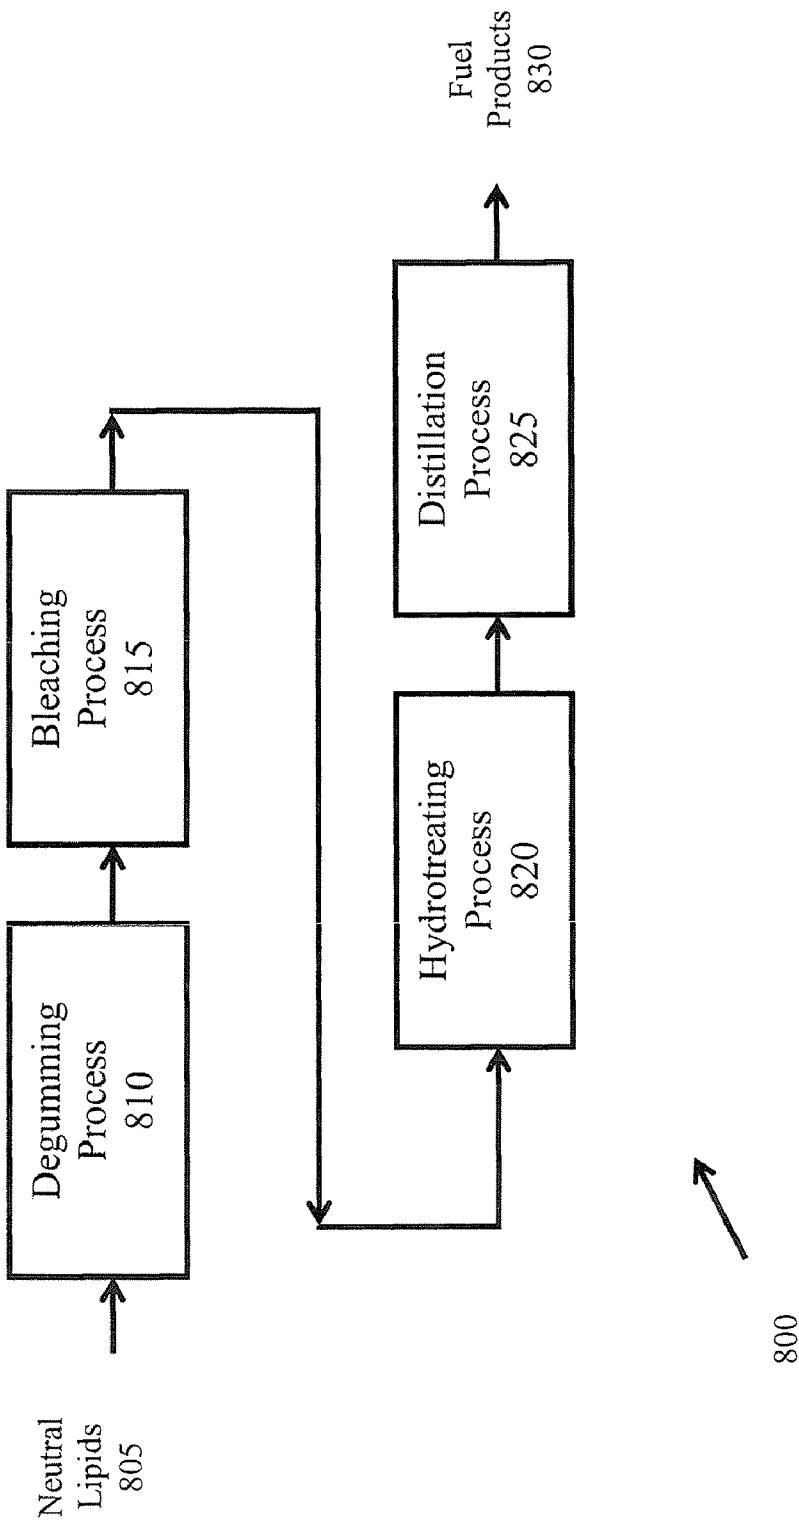 Neutral
Lipids
805
Degumming
Process
810
Bleaching
Process
815
Hydrotreating
Process
820
Distillation
Process
825
Fuel
Products
830
800